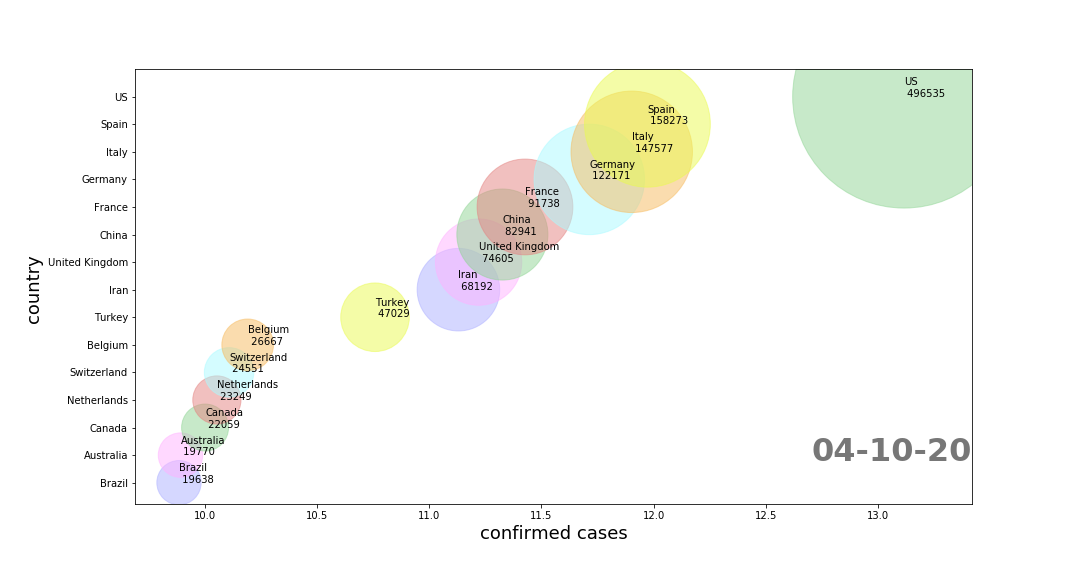 US
496535
US
Spain
158273
Spain
Italy
147577
Italy
Germany
122171
Germany
France
91738
France
China
82941
China
United Kingdom
74605
United Kingdom
Iran
68192
Iran
Turkey
47029
Turkey
Belgium
26667
Belgium
Switzerland
24551
Switzerland
Netherlands
23249
Netherlands
Canada
22059
Canada
Australia
19770
Australia
Brazil
19638
Brazil
country
04-10-20
10.0 10.5 11.0 11.5 12.0 12.5 13.0
confirmed cases